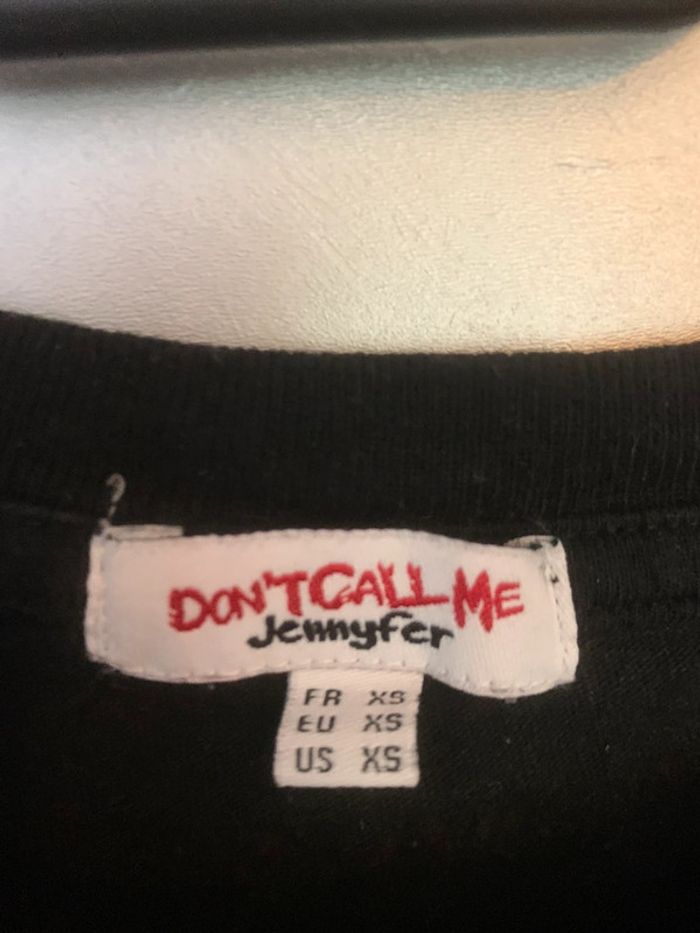 DON'T CALL ME
Jennyfer
FR XS
EU XS
US XS